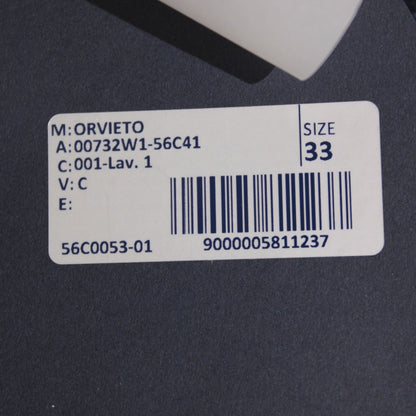 M: ORVIETO
A: 00732W1-56C41
C: 001-Lav. 1
V: C
E:
SIZE
33
56C0053-01
9000005811237